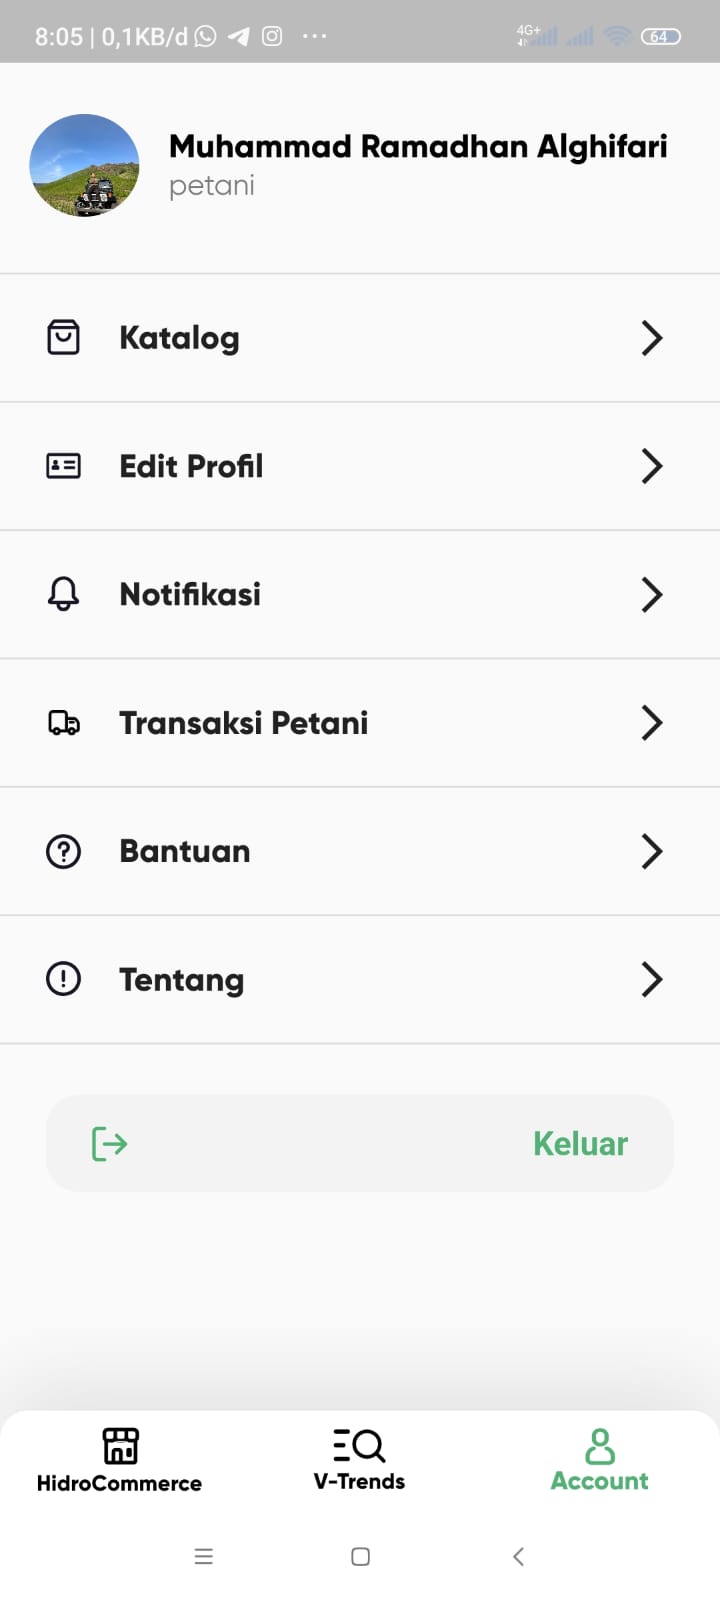 8:05 | 0,1KB/d ...
4G+ 64
Muhammad Ramadhan Alghifari
petani
Katalog
Edit Profil
Notifikasi
Transaksi Petani
Bantuan
Tentang
Keluar
HidroCommerce
V-Trends
Account